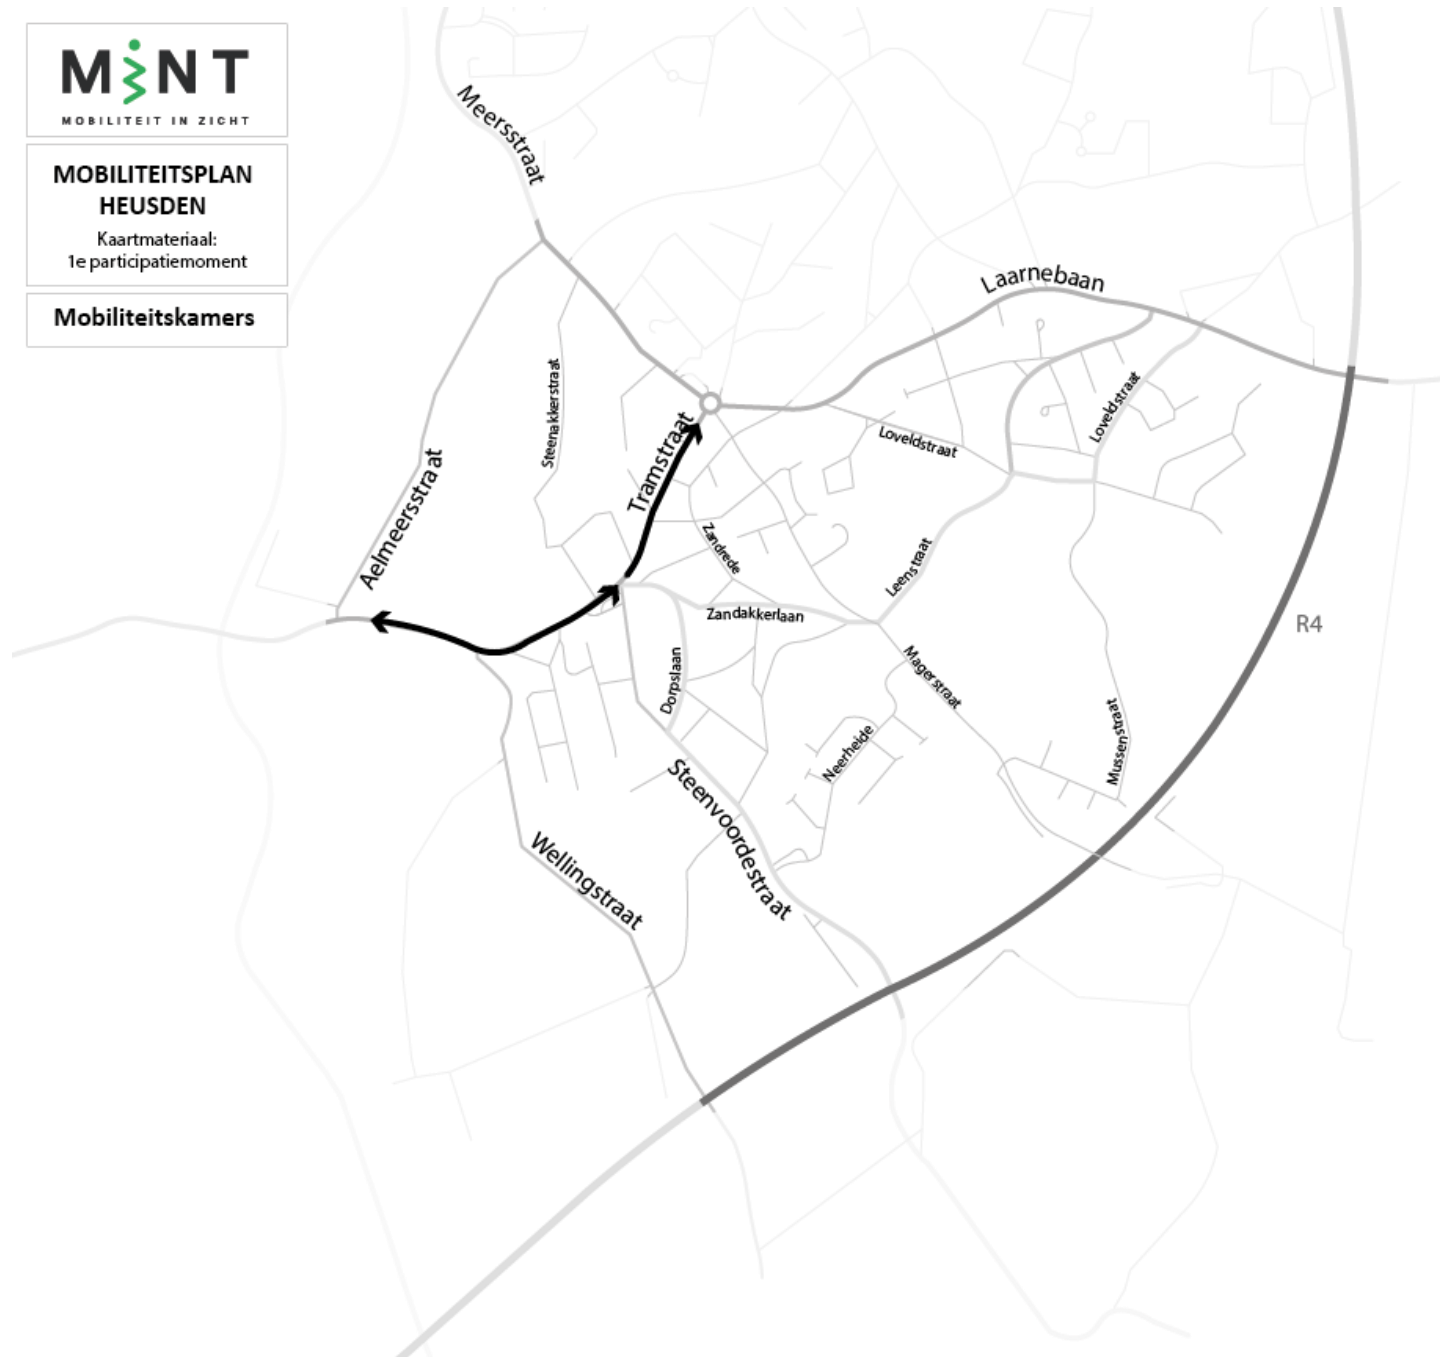 MINT
MOBILITEIT IN ZICHT
MOBILITEITSPLAN
HEUSDEN
Kaartmateriaal:
1e participatiemoment
Mobiliteitskamers
Meersstraat
Laarnebaan
Steenakkerstraat
Loveldstraat
Tramstraat
Loveldstraat
Aelmeersstraat
Zandrede
Leenstraat
Zandakkerlaan
R4
Dorpslaan
Magerstraat
Mussenstraat
Neerheide
Steenvoordestraat
Wellingstraat